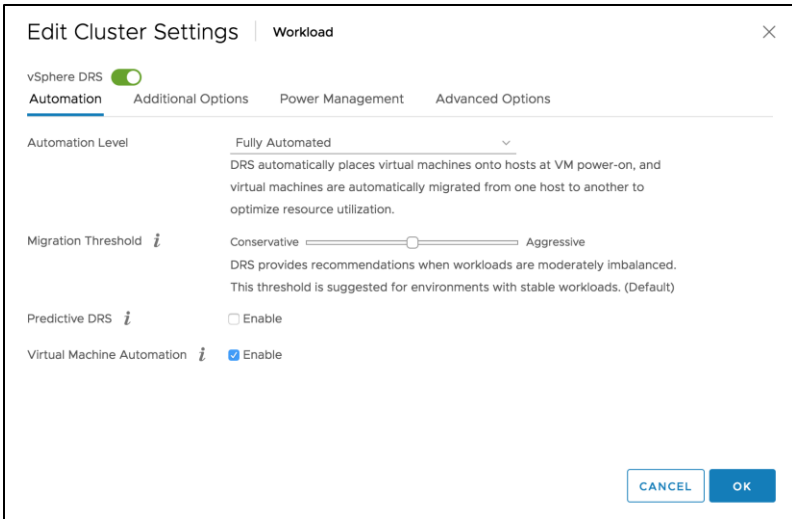 Edit Cluster Settings Workload
vSphere DRS
Automation Additional Options Power Management Advanced Options
Automation Level Fully Automated
DRS automatically places virtual machines onto hosts at VM power-on, and
virtual machines are automatically migrated from one host to another to
optimize resource utilization.
Migration Threshold i Conservative Aggressive
DRS provides recommendations when workloads are moderately imbalanced.
This threshold is suggested for environments with stable workloads. (Default)
Predictive DRS i Enable
Virtual Machine Automation i Enable
CANCEL OK